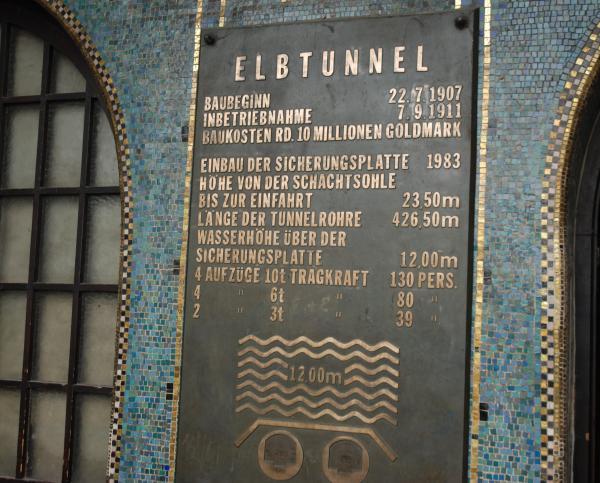 ELBTUNNEL
BAUBEGINN 22.7.1907
INBETRIEBNAHME 7.9.1911
BAUKOSTEN RD. 10 MILLIONEN GOLDMARK
EINBAU DER SICHERUNGSPLATTE 1983
HÖHE VON DER SCHACHTSOHLE
BIS ZUR EINFAHRT 23,50m
LÄNGE DER TUNNELROHRE 426,50m
WASSERHÖHE ÜBER DER
SICHERUNGSPLATTE 12,00m
4 AUFZÜGE 10t TRAGKRAFT 130 PERS.
4 " 6t " 80 "
2 " 3t " 39 "
12,00m